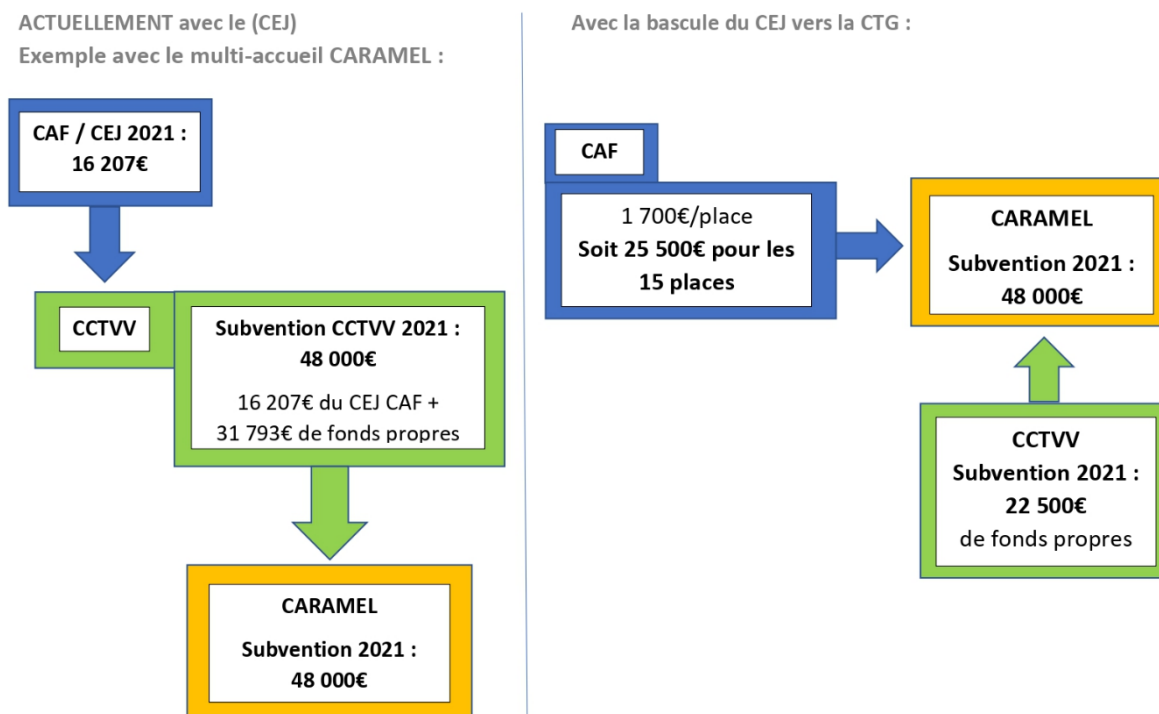 ACTUELLEMENT avec le (CEJ)
Exemple avec le multi-accueil CARAMEL :
CAF / CEJ 2021 :
16 207€
CCTVV
Subvention CCTVV 2021 :
48 000€
16 207€ du CEJ CAF +
31 793€ de fonds propres
CARAMEL
Subvention 2021 :
48 000€
Avec la bascule du CEJ vers la CTG :
CAF
1 700€/place
Soit 25 500€ pour les
15 places
CARAMEL
Subvention 2021 :
48 000€
CCTVV
Subvention 2021 :
22 500€
de fonds propres